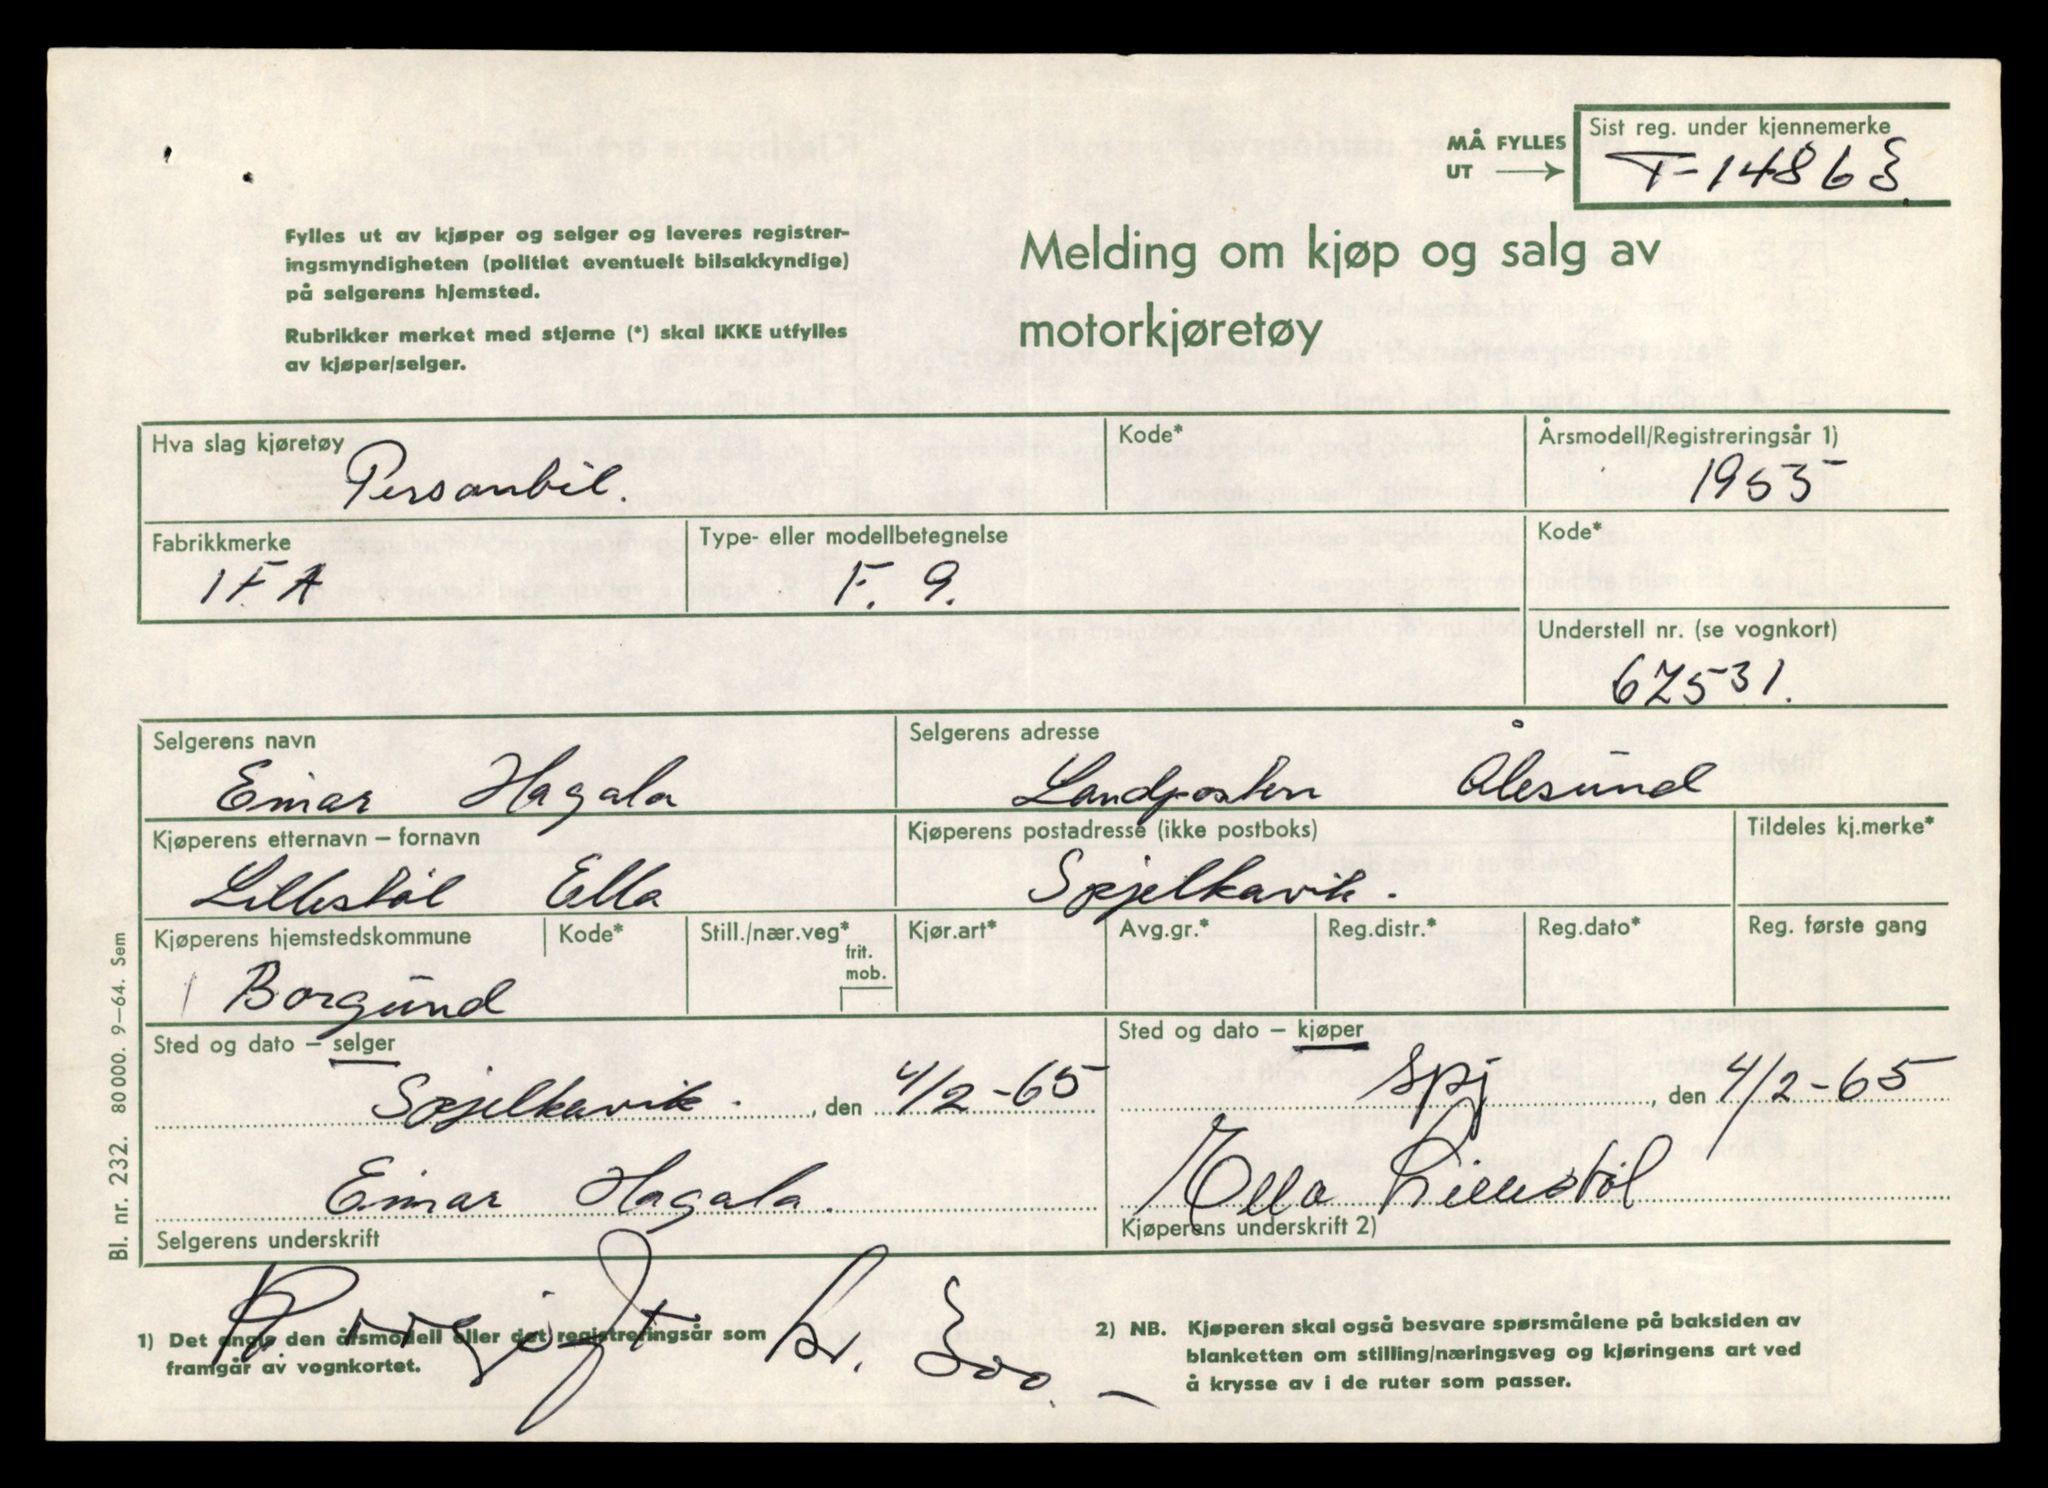 MÅ FYLLES UT
Sist reg. under kjennemerke
T-14863
Fylles ut av kjøper og selger og leveres registrer-
ingsmyndigheten (politiet eventuelt bilsakkyndige)
på selgerens hjemsted.
Rubrikker merket med stjerne (*) skal IKKE utfylles
av kjøper/selger.
Melding om kjøp og salg av
motorkjøretøy
Hva slag kjøretøy
Personbil.
Kode*
Årsmodell/Registreringsår 1)
1955
Fabrikkmerke
IFA
Type- eller modellbetegnelse
F. 9.
Kode*
Understell nr. (se vognkort)
67531.
Selgerens navn
Einar Hagala
Selgerens adresse
Landposten Ålesund
Kjøperens etternavn – fornavn
Lillestøl Ella
Kjøperens postadresse (ikke postboks)
Spjelkavik.
Tildeles kj.merke*
Kjøperens hjemstedskommune
Borgund
Kode*
Still./nær.veg*
frit.
mob.
Kjør.art*
Avg.gr.*
Reg.distr.*
Reg.dato*
Reg. første gang
Sted og dato – selger
Spjelkavik. , den 4/2-65
Sted og dato – kjøper
Spj , den 4/2-65
Einar Hagala.
Selgerens underskrift
Ella Lillestøl
Kjøperens underskrift 2)
kr. 300.–
1) Det angis den årsmodell eller det registreringsår som
framgår av vognkortet.
2) NB. Kjøperen skal også besvare spørsmålene på baksiden av
blanketten om stilling/næringsveg og kjøringens art ved
å krysse av i de ruter som passer.
Bl. nr. 232. 80000. 9–64. Sem